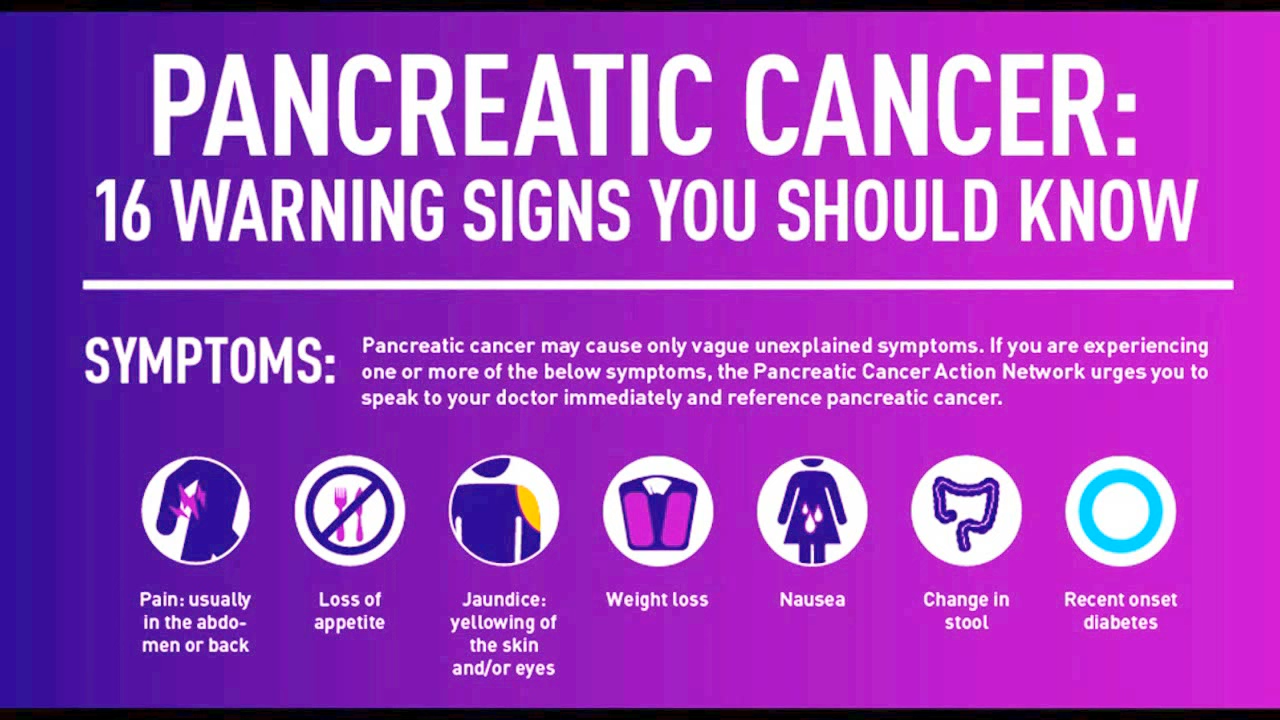 PANCREATIC CANCER:
16 WARNING SIGNS YOU SHOULD KNOW
SYMPTOMS:
Pancreatic cancer may cause only vague unexplained symptoms. If you are experiencing
one or more of the below symptoms, the Pancreatic Cancer Action Network urges you to
speak to your doctor immediately and reference pancreatic cancer.
Pain: usually
in the abdo-
men or back
Loss of
appetite
Jaundice:
yellowing of
the skin
and/or eyes
Weight loss
Nausea
Change in
stool
Recent onset
diabetes